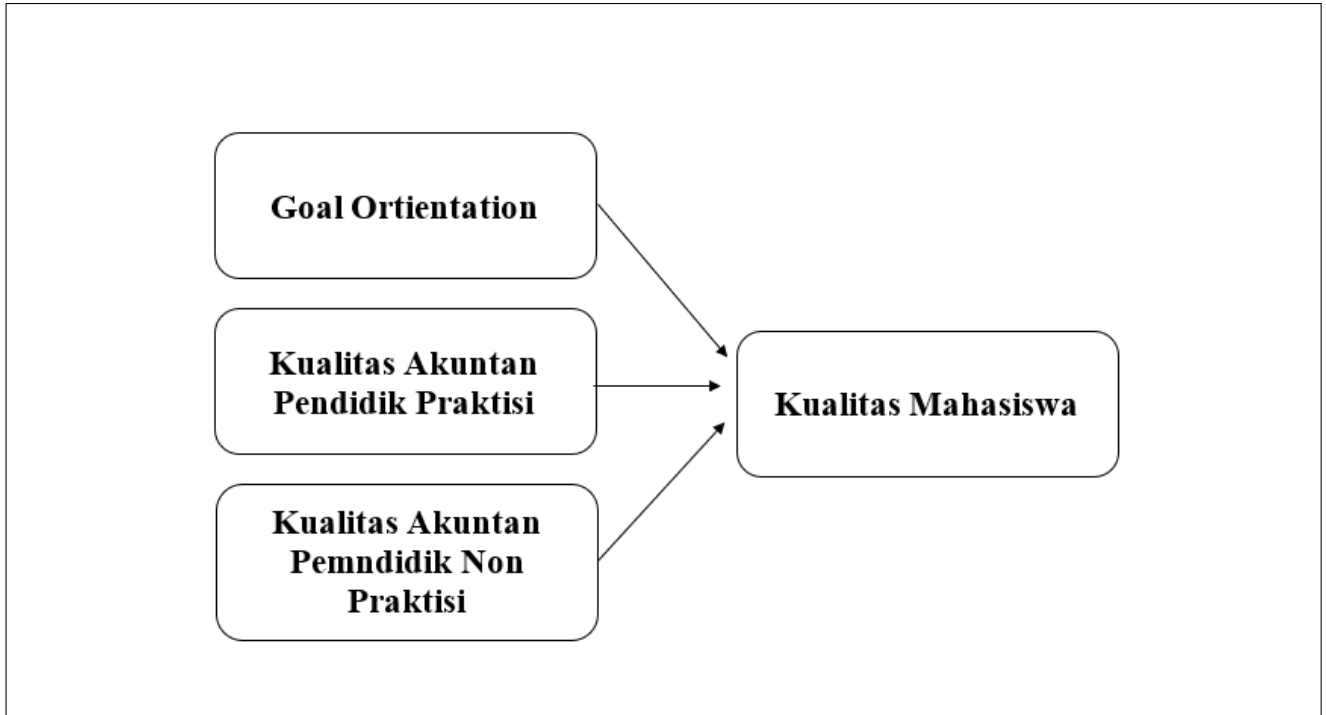 Goal Ortientation
Kualitas Akuntan
Pendidik Praktisi
Kualitas Akuntan
Pemndidik Non
Praktisi
Kualitas Mahasiswa